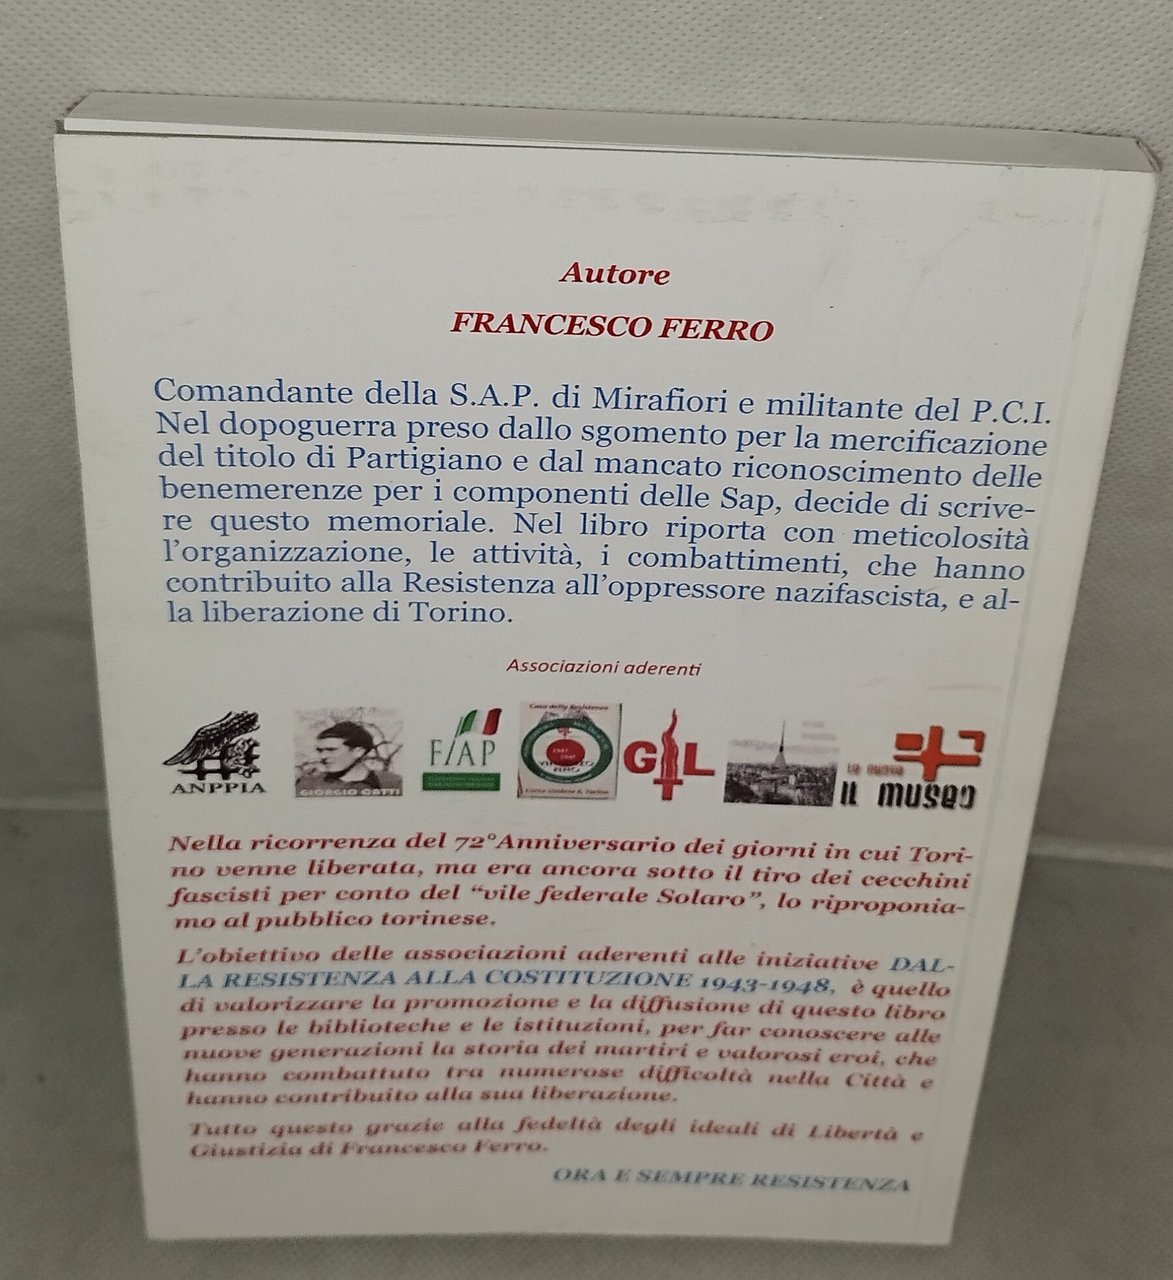 Autore
FRANCESCO FERRO
Comandante della S.A.P. di Mirafiori e militante del P.C.I.
Nel dopoguerra preso dallo sgomento per la mercificazione
del titolo di Partigiano e dal mancato riconoscimento delle
benemerenze per i componenti delle Sap, decide di scrive-
re questo memoriale. Nel libro riporta con meticolosità
l'organizzazione, le attività, i combattimenti, che hanno
contribuito alla Resistenza all'oppressore nazifascista, e al-
la liberazione di Torino.
Associazioni aderenti
ANPPIA
GIORGIO GATTI
FIAP
Casa della Resistenza
GL
la nuova
IL museo
Nella ricorrenza del 72°Anniversario dei giorni in cui Tori-
no venne liberata, ma era ancora sotto il tiro dei cecchini
fascisti per conto del “vile federale Solaro”, lo riproponia-
mo al pubblico torinese.
L'obiettivo delle associazioni aderenti alle iniziative DAL-
LA RESISTENZA ALLA COSTITUZIONE 1943-1948, è quello
di valorizzare la promozione e la diffusione di questo libro
presso le biblioteche e le istituzioni, per far conoscere alle
nuove generazioni la storia dei martiri e valorosi eroi, che
hanno combattuto tra numerose difficoltà nella Città e
hanno contribuito alla sua liberazione.
Tutto questo grazie alla fedeltà degli ideali di Libertà e
Giustizia di Francesco Ferro.
ORA E SEMPRE RESISTENZA